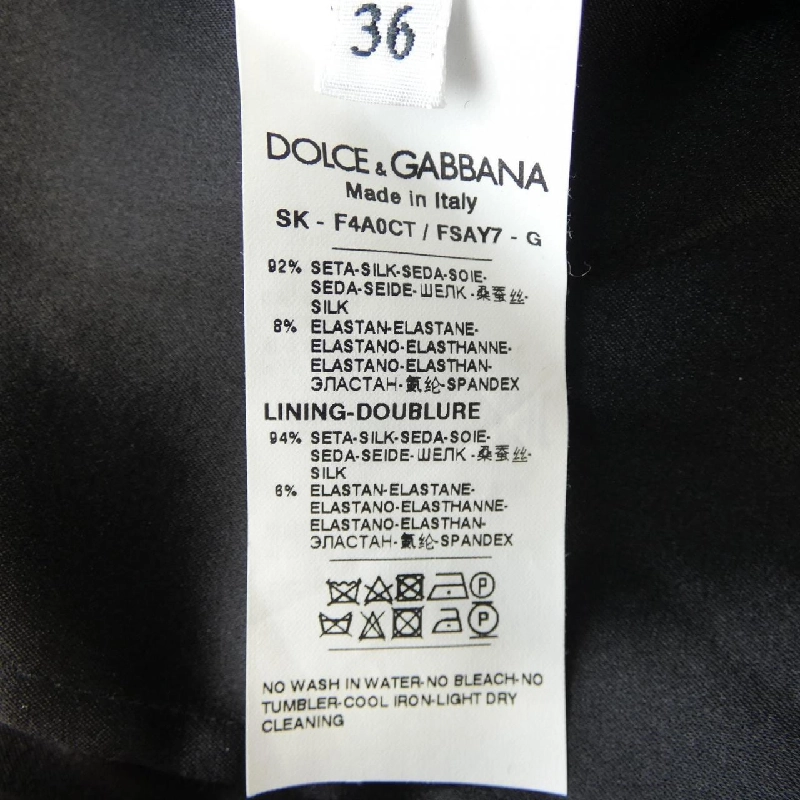 36
DOLCE & GABBANA
Made in Italy
SK - F4A0CT / FSAY7 - G
92% SETA-SILK-SEDA-SOIE-
SEDA-SEIDE-ШЕЛК-桑蚕丝-
SILK
8% ELASTAN-ELASTANE-
ELASTANO-ELASTHANNE-
ELASTANO-ELASTHAN-
ЭЛАСТАН-氨纶-SPANDEX
LINING-DOUBLURE
94% SETA-SILK-SEDA-SOIE-
SEDA-SEIDE-ШЕЛК-桑蚕丝-
SILK
6% ELASTAN-ELASTANE-
ELASTANO-ELASTHANNE-
ELASTANO-ELASTHAN-
ЭЛАСТАН-氨纶-SPANDEX
P
P
NO WASH IN WATER-NO BLEACH-NO
TUMBLER-COOL IRON-LIGHT DRY
CLEANING